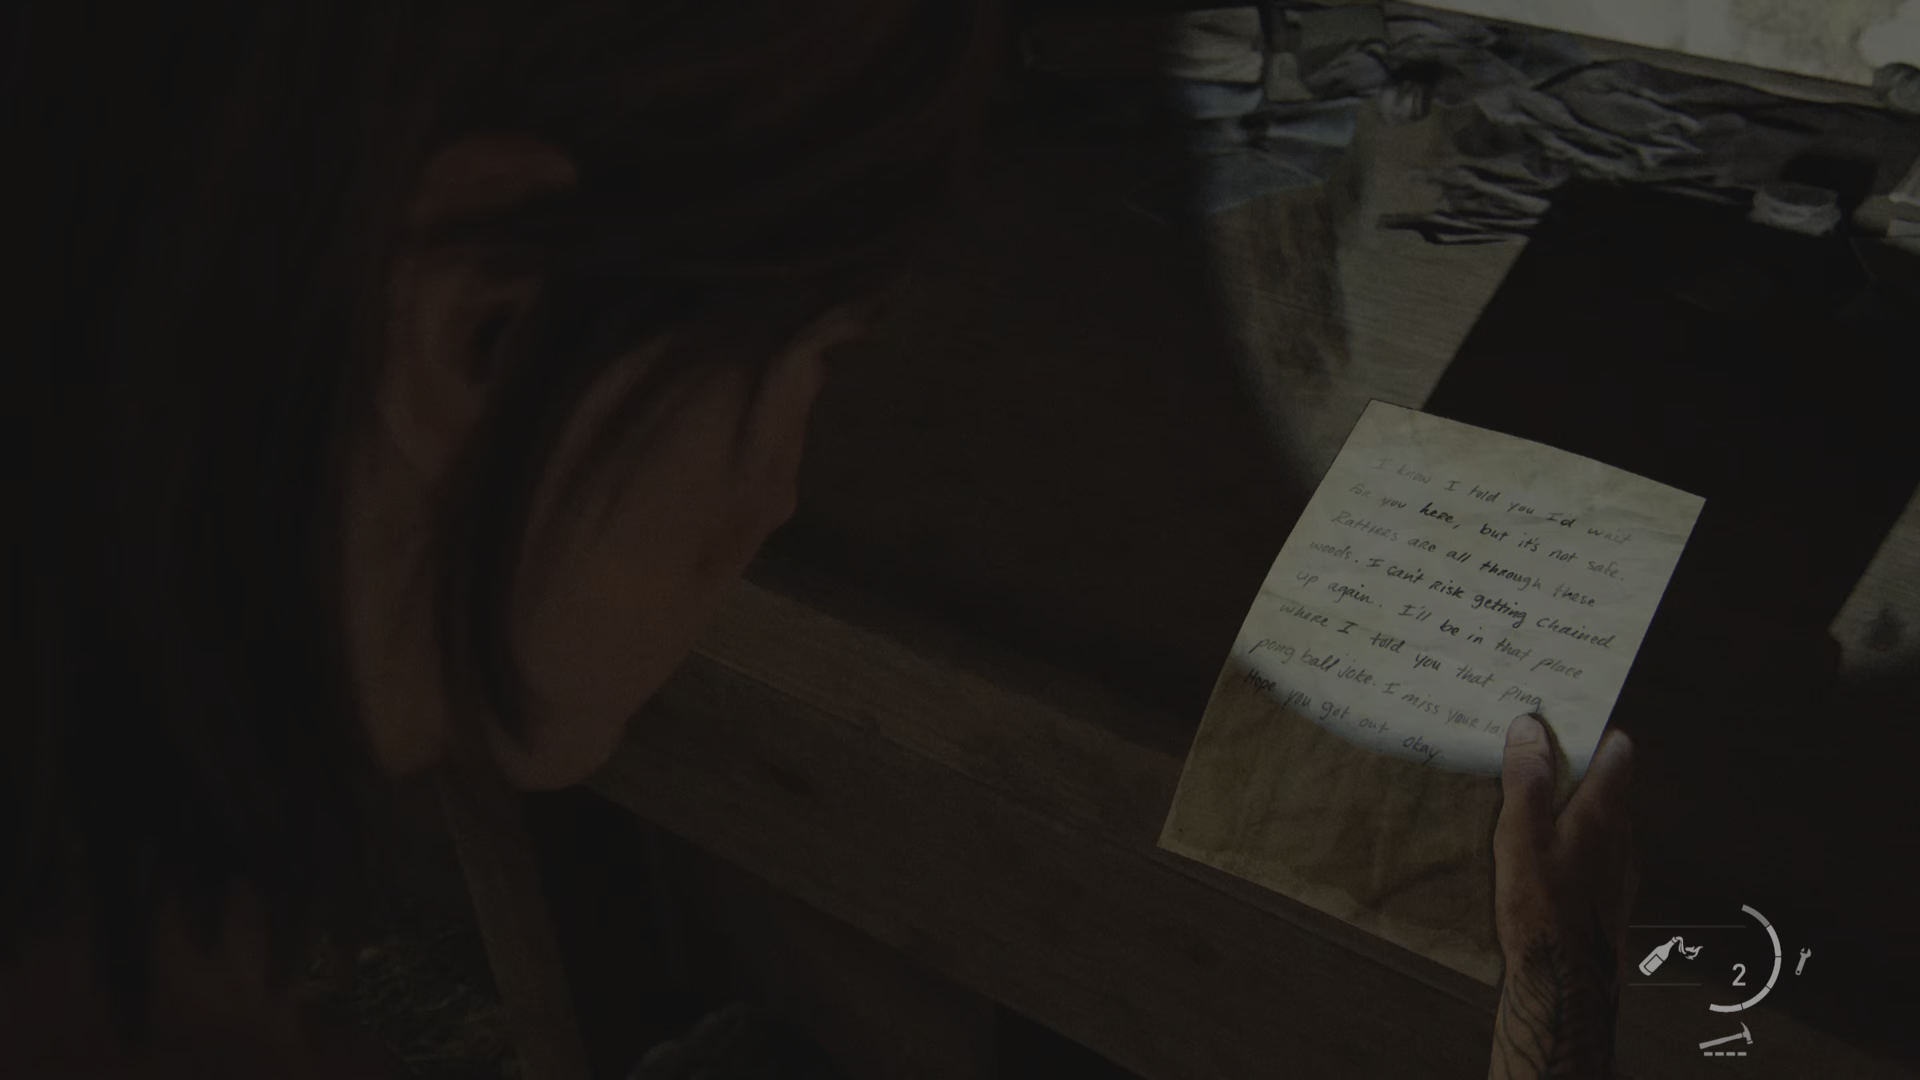 I know I told you I'd wait
for you here, but it's not safe.
Rattlers are all through these
woods. I can't risk getting chained
up again. I'll be in that place
where I told you that ping
pong ball joke. I miss your
Hope you got out okay.
2